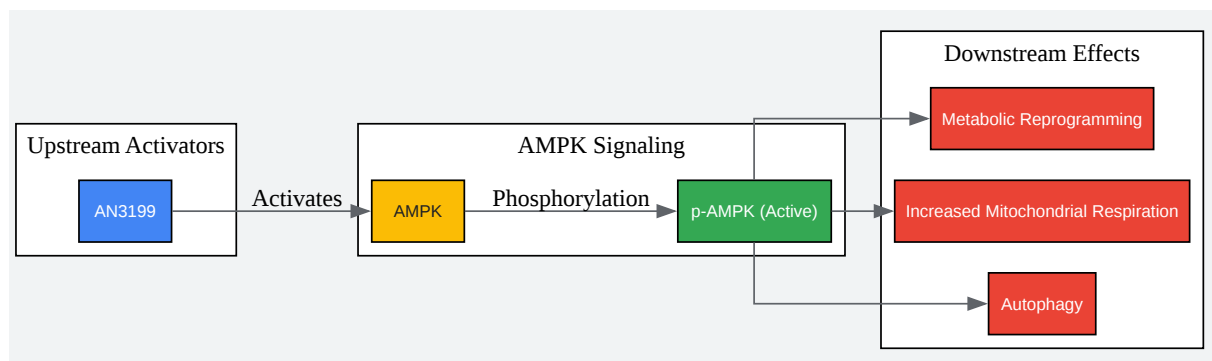 Upstream Activators
AN3199
Activates
AMPK Signaling
AMPK
Phosphorylation
p-AMPK (Active)
Downstream Effects
Metabolic Reprogramming
Increased Mitochondrial Respiration
Autophagy